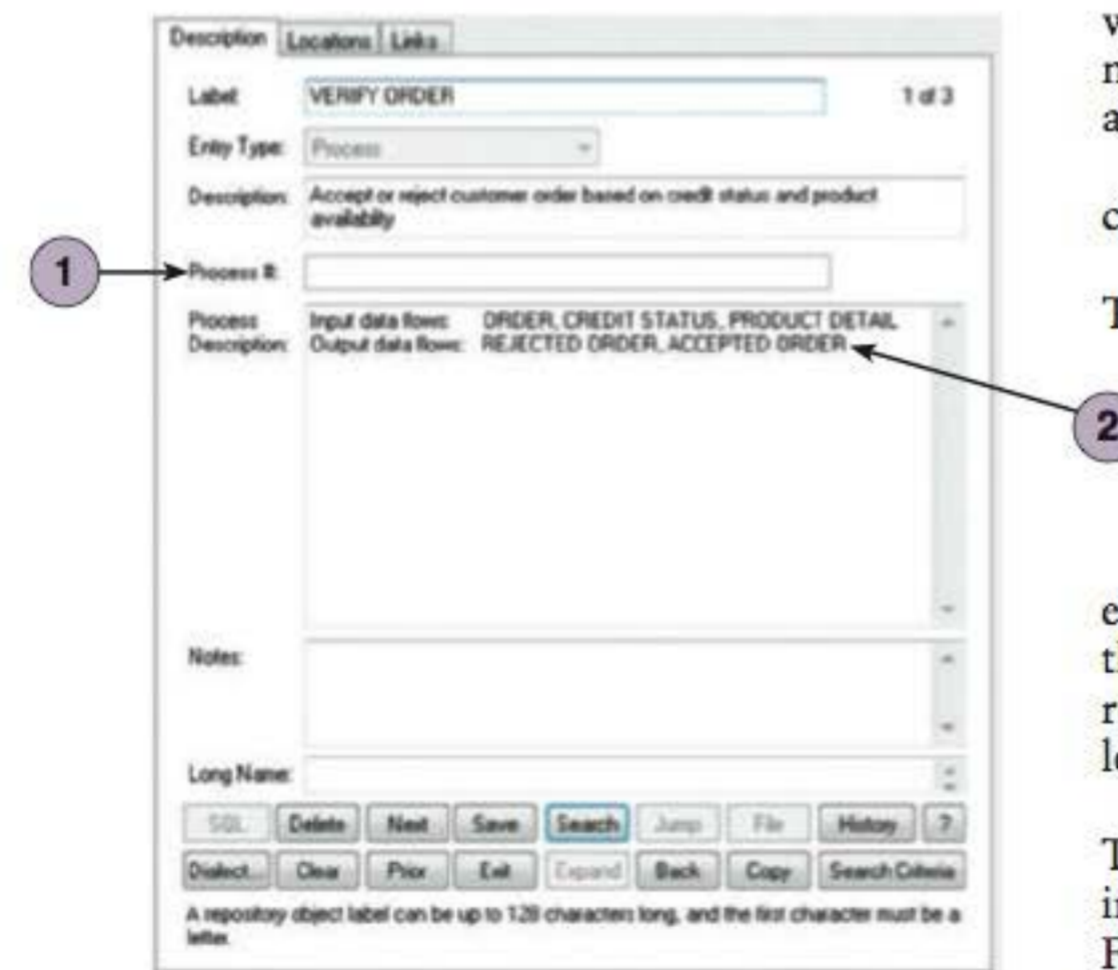 Description Locations Links
Label: VERIFY ORDER 1 of 3
Entry Type: Process
Description: Accept or reject customer order based on credit status and product
availablity
1
Process #:
Process Description: Input data flows: ORDER, CREDIT STATUS, PRODUCT DETAIL
Output data flows: REJECTED ORDER, ACCEPTED ORDER
2
Notes:
Long Name:
SQL Delete Next Save Search Jump File History ?
Dialect... Clear Prior Exit Expand Back Copy Search Criteria
A repository object label can be up to 128 characters long, and the first character must be a
letter.